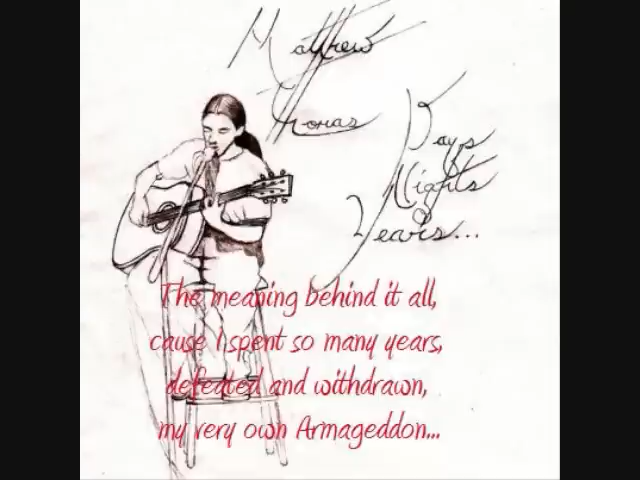 Matthew
Thomas
Days
Nights
Years...
The meaning behind it all,
cause I spent so many years,
defeated and withdrawn,
my very own Armageddon...